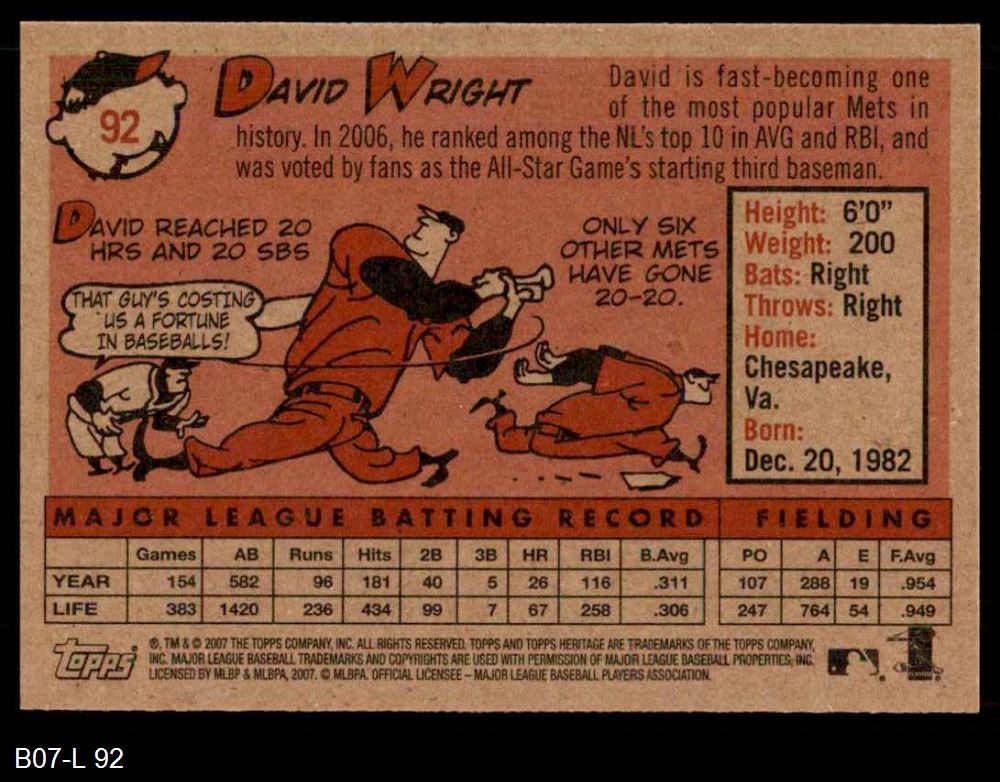 92
DAVID WRIGHT
David is fast-becoming one
of the most popular Mets in
history. In 2006, he ranked among the NL's top 10 in AVG and RBI, and
was voted by fans as the All-Star Game's starting third baseman.
DAVID REACHED 20
HRS AND 20 SBS
ONLY SIX
OTHER METS
HAVE GONE
20-20.
THAT GUY'S COSTING
US A FORTUNE
IN BASEBALLS!
Height: 6'0"
Weight: 200
Bats: Right
Throws: Right
Home:
Chesapeake,
Va.
Born:
Dec. 20, 1982
MAJOR LEAGUE BATTING RECORD FIELDING
Games AB Runs Hits 2B 3B HR RBI B.Avg PO A E F.Avg
YEAR 154 582 96 181 40 5 26 116 .311 107 288 19 .954
LIFE 383 1420 236 434 99 7 67 258 .306 247 764 54 .949
Topps
®, TM & © 2007 THE TOPPS COMPANY, INC. ALL RIGHTS RESERVED. TOPPS AND TOPPS HERITAGE ARE TRADEMARKS OF THE TOPPS COMPANY,
INC. MAJOR LEAGUE BASEBALL TRADEMARKS AND COPYRIGHTS ARE USED WITH PERMISSION OF MAJOR LEAGUE BASEBALL PROPERTIES, INC.
LICENSED BY MLBP & MLBPA, 2007. © MLBPA. OFFICIAL LICENSEE – MAJOR LEAGUE BASEBALL PLAYERS ASSOCIATION.
B07-L 92